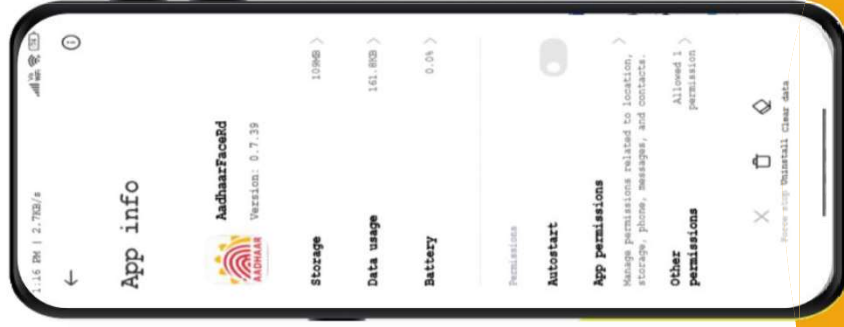 1:16 PM | 2.7KB/s
App info
AADHAAR
AadhaarFaceRd
Version: 0.7.39
Storage
109MB
Data usage
161.8KB
Battery
0.0%
Permissions
Autostart
App permissions
Manage permissions related to location,
storage, phone, messages, and contacts.
Other
permissions
Allowed 1
permission
Force stop Uninstall Clear data